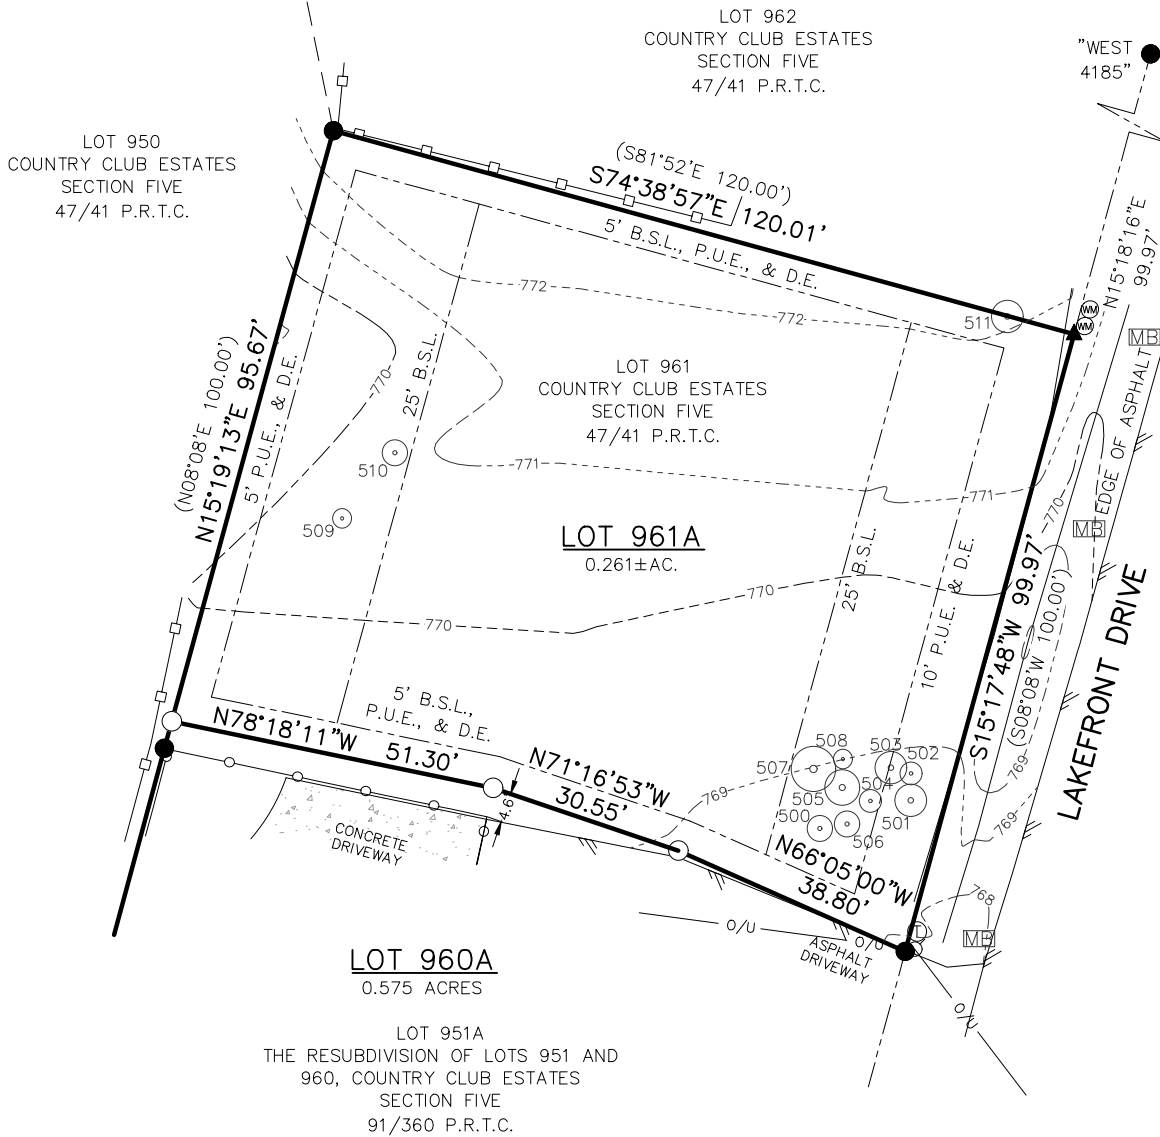 LOT 962
COUNTRY CLUB ESTATES
SECTION FIVE
47/41 P.R.T.C.
"WEST
4185"
LOT 950
COUNTRY CLUB ESTATES
SECTION FIVE
47/41 P.R.T.C.
(S81°52'E 120.00')
S74°38'57"E 120.01'
5' B.S.L., P.U.E., & D.E.
N15°18'16"E
99.97'
WM
WM
MB
772
772
511
LOT 961
COUNTRY CLUB ESTATES
SECTION FIVE
47/41 P.R.T.C.
(N08°08'E 100.00')
N15°19'13"E 95.67'
5' P.U.E., & D.E.
25' B.S.L.
770
510
509
771
771
770
EDGE OF ASPHALT
MB
LOT 961A
0.261±AC.
25' B.S.L.
10' P.U.E. & D.E.
S15°17'48"W 99.97'
(S08°08'W 100.00')
LAKEFRONT DRIVE
770
770
5' B.S.L.,
P.U.E., & D.E.
N78°18'11"W 51.30'
N71°16'53"W
30.55'
4.6'
769
508
503
502
507
504
505
500
501
506
769
769
N66°05'00"W
38.80'
768
CONCRETE
DRIVEWAY
O/U
O/U
ASPHALT
DRIVEWAY
MB
O/U
LOT 960A
0.575 ACRES
LOT 951A
THE RESUBDIVISION OF LOTS 951 AND
960, COUNTRY CLUB ESTATES
SECTION FIVE
91/360 P.R.T.C.